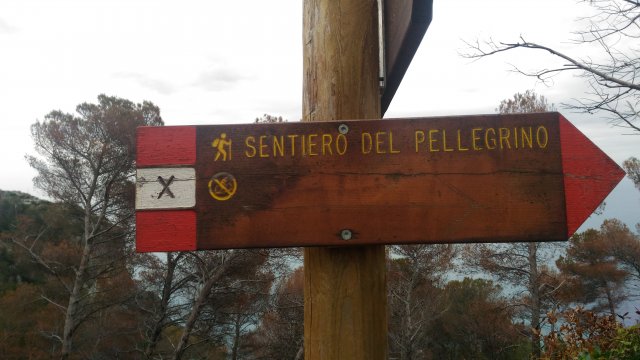 SENTIERO DEL PELLEGRINO
X